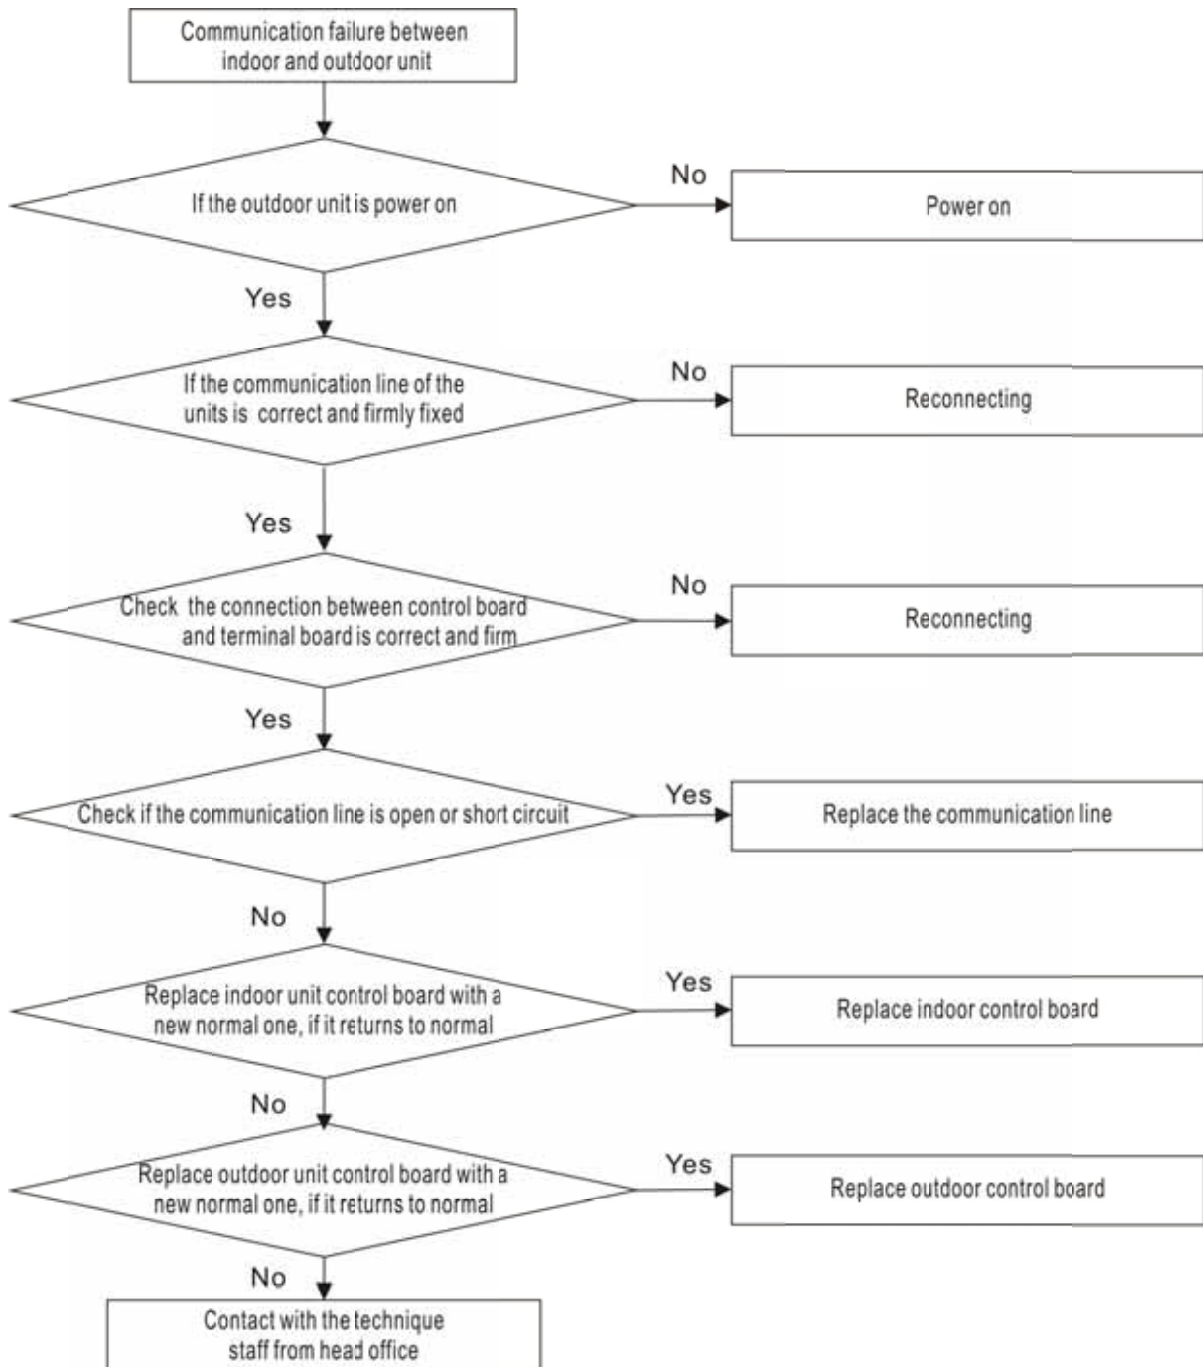 Communication failure between
indoor and outdoor unit
If the outdoor unit is power on
No
Power on
Yes
If the communication line of the
units is correct and firmly fixed
No
Reconnecting
Yes
Check the connection between control board
and terminal board is correct and firm
No
Reconnecting
Yes
Check if the communication line is open or short circuit
Yes
Replace the communication line
No
Replace indoor unit control board with a
new normal one, if it returns to normal
Yes
Replace indoor control board
No
Replace outdoor unit control board with a
new normal one, if it returns to normal
Yes
Replace outdoor control board
No
Contact with the technique
staff from head office